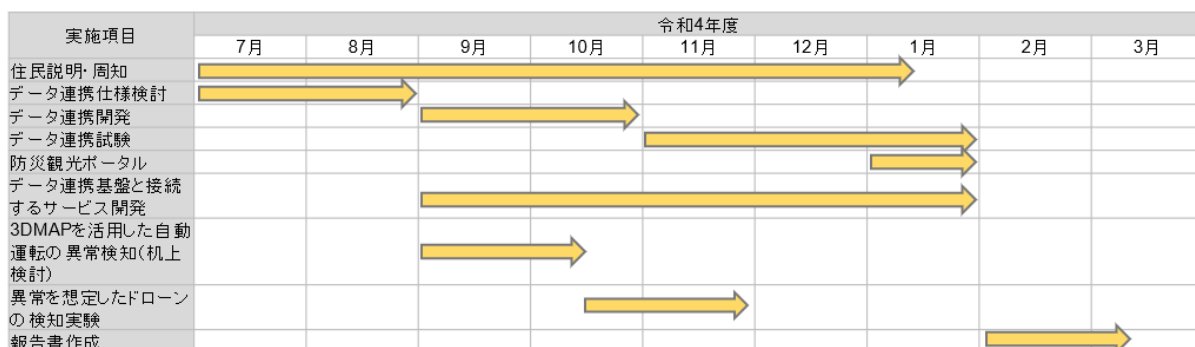 実施項目
令和4年度
7月 8月 9月 10月 11月 12月 1月 2月 3月
住民説明・周知
データ連携仕様検討
データ連携開発
データ連携試験
防災観光ポータル
データ連携基盤と接続
するサービス開発
3DMAPを活用した自動
運転の異常検知(机上
検討)
異常を想定したドローン
の検知実験
報告書作成